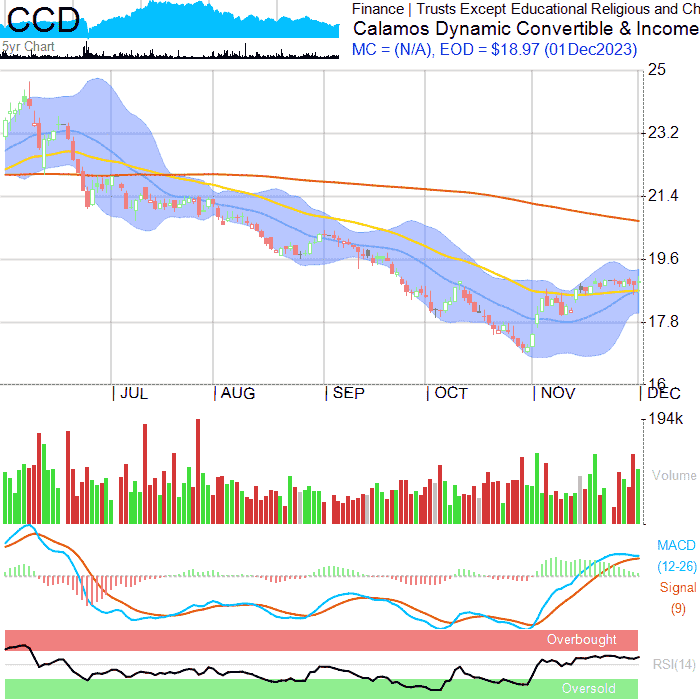 CCD
5yr Chart
Finance | Trusts Except Educational Religious and Ch
Calamos Dynamic Convertible & Income
MC = (N/A), EOD = $18.97 (01Dec2023)
25
23.2
21.4
19.6
17.8
16
| JUL | AUG | SEP | OCT | NOV | DEC
194k
Volume
MACD
(12-26)
Signal
(9)
Overbought
RSI(14)
Oversold